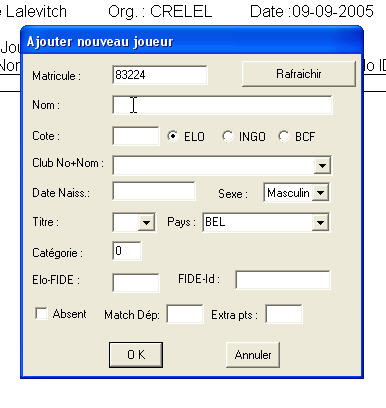 e Lalevitch Org. : CRELEL Date :09-09-2005
Ajouter nouveau joueur
Jou
Nor
No ID
Matricule : 83224 Rafraichir
Nom :
Cote : ELO INGO BCF
Club No+Nom :
Date Naiss.: Sexe : Masculin
Titre : Pays : BEL
Catégorie : 0
Elo-FIDE : FIDE-Id :
Absent Match Dép: Extra pts :
O K Annuler